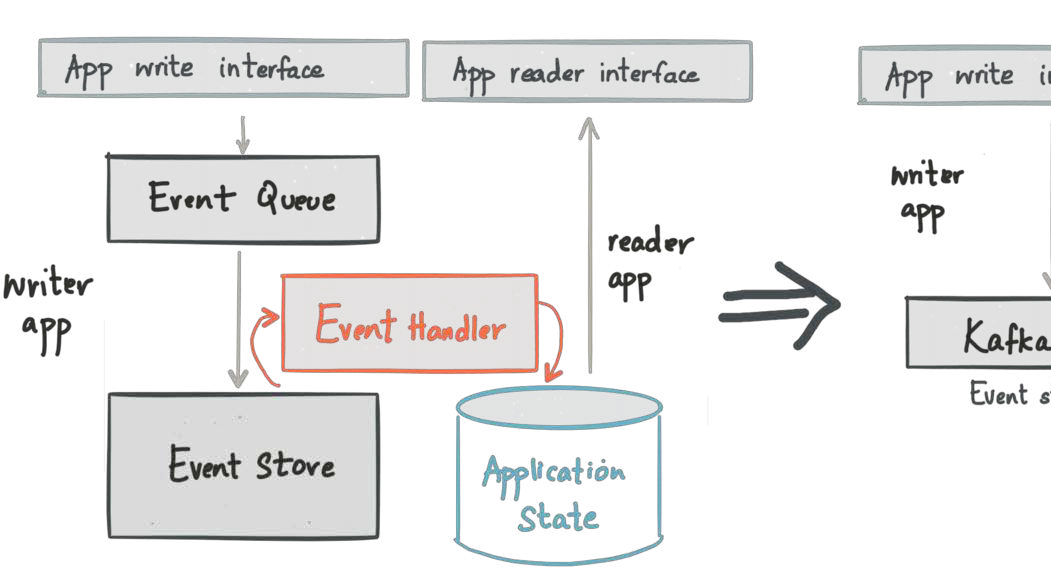 App write interface
App reader interface
Event Queue
writer
app
reader
app
Event Handler
Event Store
Application
State
App write
writer
app
Kafka
Event